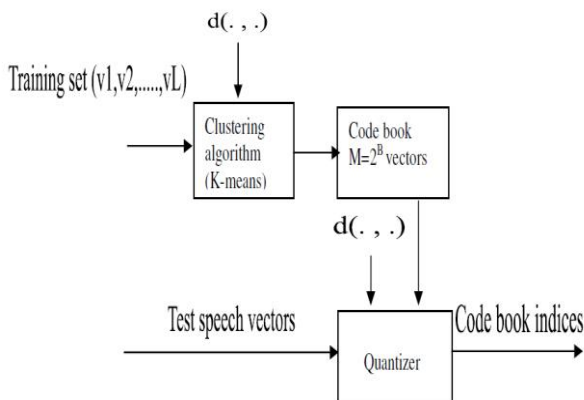 d(. , .)
Training set (v1,v2,.....,vL)
Clustering
algorithm
(K-means)
Code book
M=2^B vectors
d(. , .)
Test speech vectors
Code book indices
Quantizer